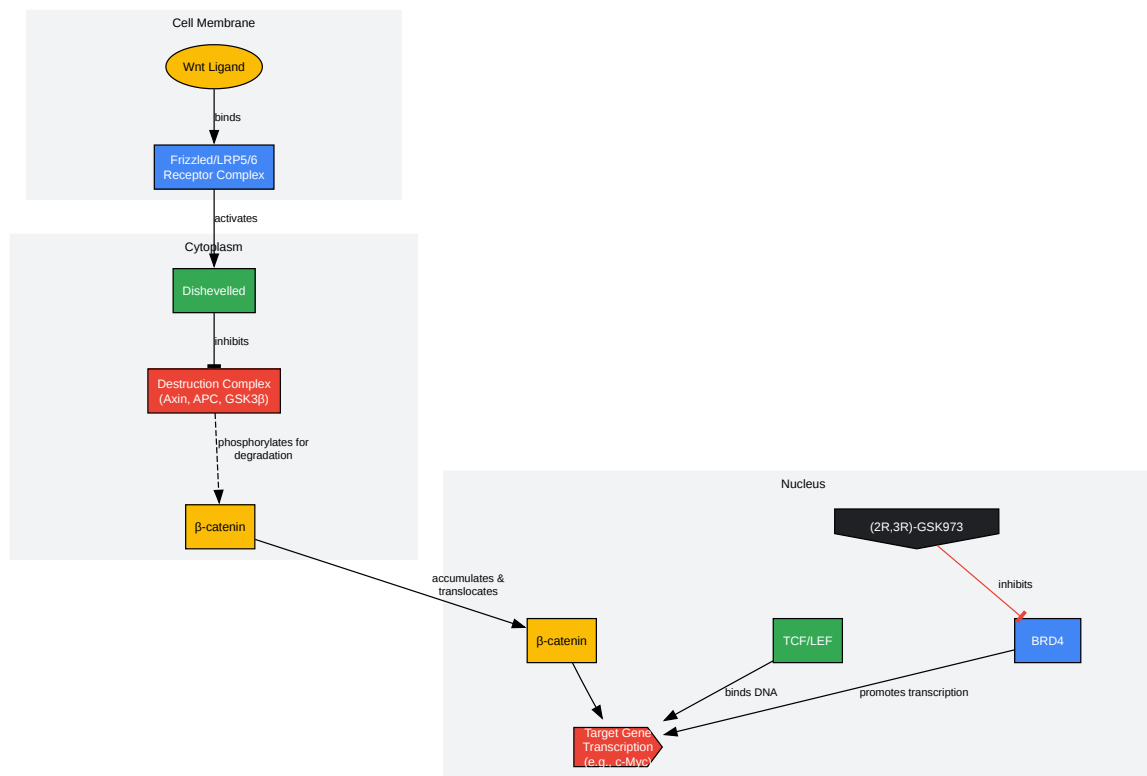 Cell Membrane
Wnt Ligand
binds
Frizzled/LRP5/6
Receptor Complex
activates
Cytoplasm
Dishevelled
inhibits
Destruction Complex
(Axin, APC, GSK3β)
phosphorylates for
degradation
β-catenin
accumulates &
translocates
Nucleus
(2R,3R)-GSK973
inhibits
β-catenin
TCF/LEF
BRD4
binds DNA
promotes transcription
Target Gene
Transcription
(e.g., c-Myc)